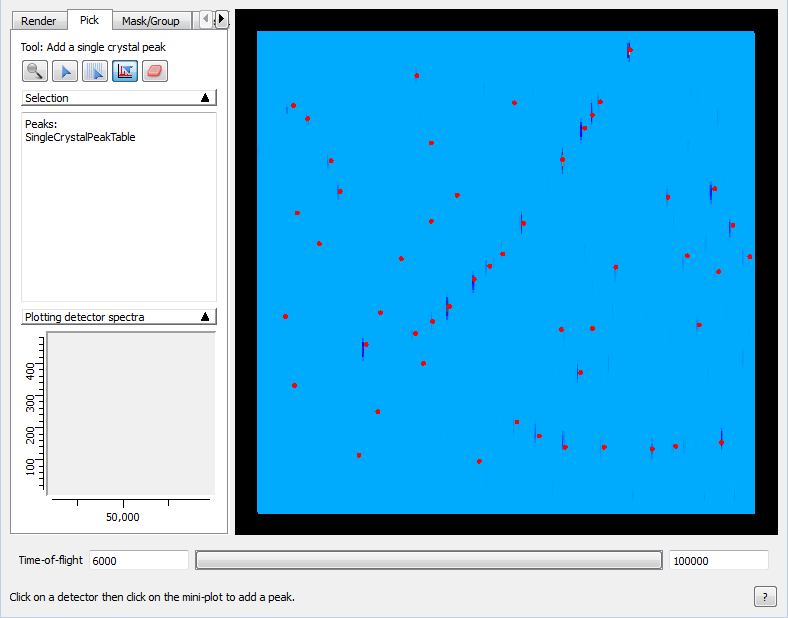 Render Pick Mask/Group
Tool: Add a single crystal peak
Selection
Peaks:
SingleCrystalPeakTable
Plotting detector spectra
400
300
200
100
50,000
Time-of-flight 6000 100000
Click on a detector then click on the mini-plot to add a peak. ?